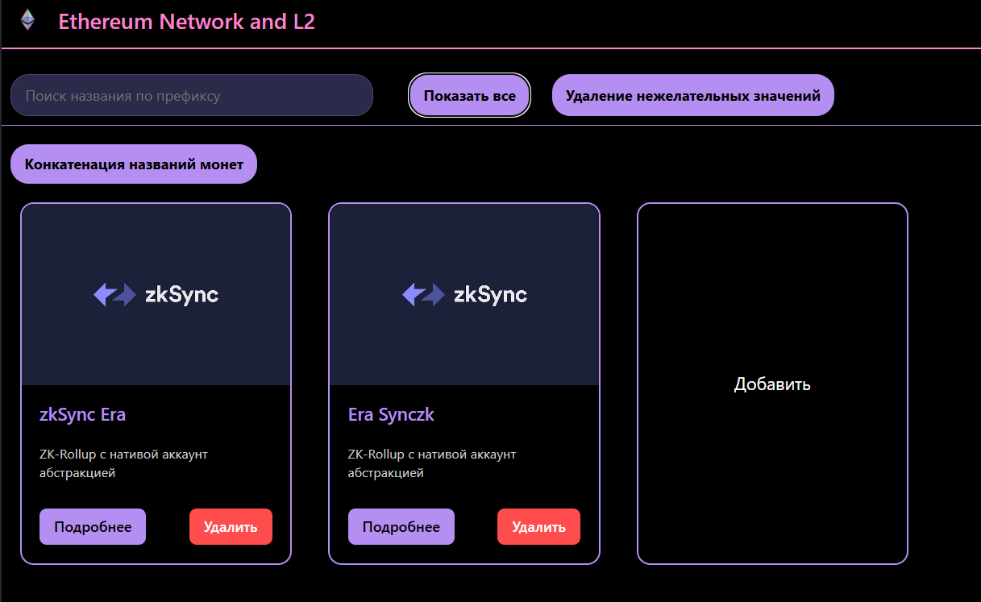 Ethereum Network and L2
Поиск названия по префиксу
Показать все
Удаление нежелательных значений
Конкатенация названий монет
zkSync
zkSync
Добавить
zkSync Era
ZK-Rollup с нативой аккаунт
абстракцией
Подробнее
Удалить
Era Synczk
ZK-Rollup с нативой аккаунт
абстракцией
Подробнее
Удалить